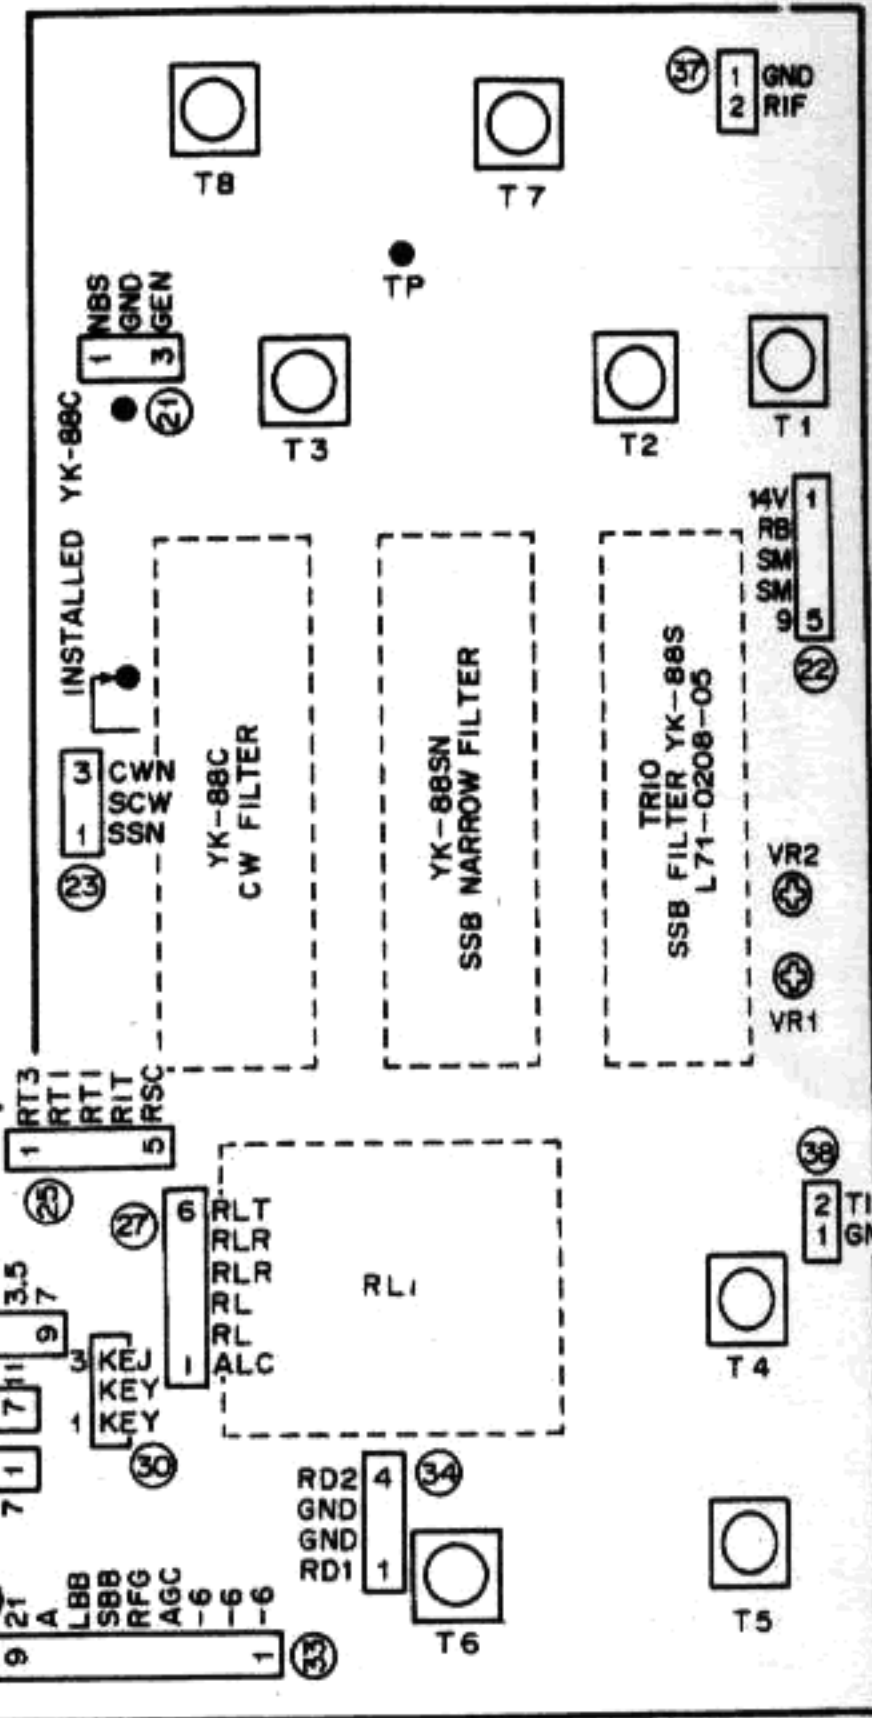 37
1 GND
2 RIF
T8
T7
TP
NBS
GND
GEN
1 3
21
INSTALLED YK-88C
T3
T2
T1
14V 1
RB
SM
SM
9 5
22
3 CWN
SCW
1 SSN
23
YK-88C
CW FILTER
YK-88SN
SSB NARROW FILTER
TRIO
SSB FILTER YK-88S
L71-0208-05
VR2
VR1
RT3
RT1
RT1
RIT
RSC
1 5
25
27
6 RLT
RLR
RLR
RL
RL
1 ALC
RL1
38
2 TI
1 GN
T4
3.5
7
9
11
7
1
7
3 KEJ
KEY
1 KEY
30
RD2 4
GND
GND
RD1 1
34
T6
T5
21
A
LBB
SBB
RFG
AGC
-6
-6
-6
9 1
33